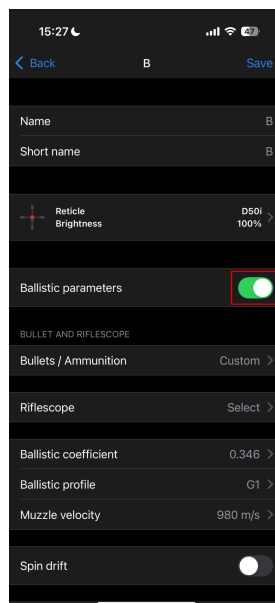 15:27
47
Back
B
Save
Name B
Short name B
Reticle D50i
Brightness 100%
Ballistic parameters
BULLET AND RIFLESCOPE
Bullets / Ammunition Custom
Riflescope Select
Ballistic coefficient 0.346
Ballistic profile G1
Muzzle velocity 980 m/s
Spin drift